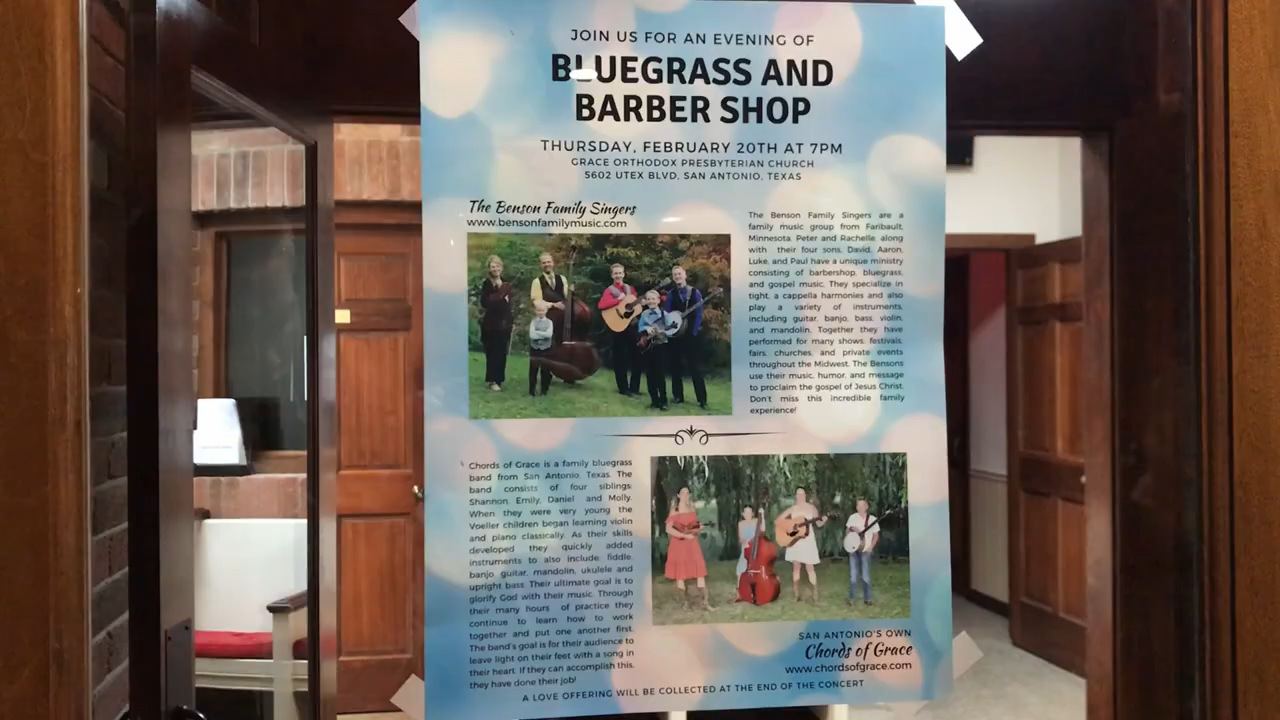 JOIN US FOR AN EVENING OF
BLUEGRASS AND
BARBER SHOP
THURSDAY, FEBRUARY 20TH AT 7PM
GRACE ORTHODOX PRESBYTERIAN CHURCH
5602 UTEX BLVD, SAN ANTONIO, TEXAS
The Benson Family Singers
www.bensonfamilymusic.com
The Benson Family Singers are a
family music group from Faribault,
Minnesota. Peter and Rachelle, along
with their four sons, David, Aaron,
Luke, and Paul have a unique ministry
consisting of barbershop, bluegrass,
and gospel music. They specialize in
tight, a cappella harmonies and also
play a variety of instruments,
including guitar, banjo, bass, violin,
and mandolin. Together they have
performed for many shows, festivals,
fairs, churches, and private events
throughout the Midwest. The Bensons
use their music, humor, and message
to proclaim the gospel of Jesus Christ.
Don't miss this incredible family
experience!
Chords of Grace is a family bluegrass
band from San Antonio, Texas. The
band consists of four siblings:
Shannon, Emily, Daniel and Molly.
When they were very young the
Voeller children began learning violin
and piano classically. As their skills
developed they quickly added
instruments to also include: fiddle,
banjo guitar, mandolin, ukulele and
upright bass. Their ultimate goal is to
glorify God with their music. Through
their many hours of practice they
continue to learn how to work
together and put one another first.
The band's goal is for their audience to
leave light on their feet with a song in
their heart. If they can accomplish this,
they have done their job!
SAN ANTONIO'S OWN
Chords of Grace
www.chordsofgrace.com
A LOVE OFFERING WILL BE COLLECTED AT THE END OF THE CONCERT